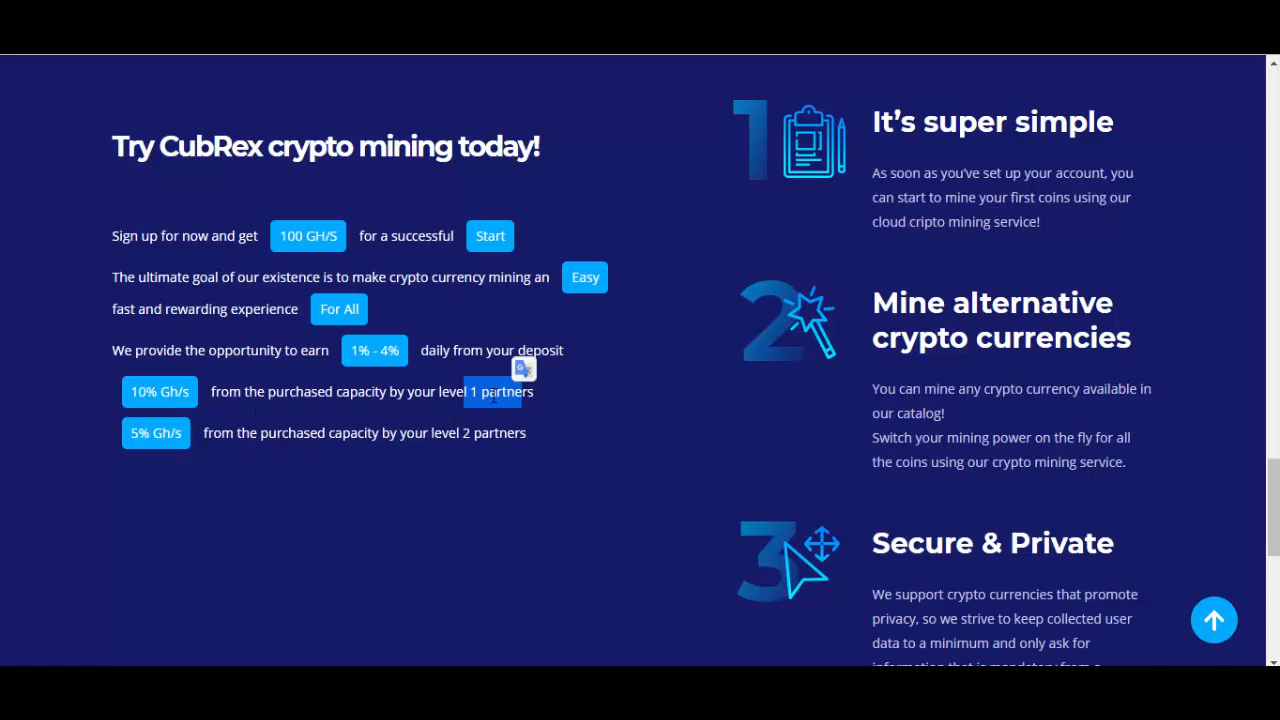 Try CubRex crypto mining today!
Sign up for now and get 100 GH/S for a successful Start
The ultimate goal of our existence is to make crypto currency mining an Easy
fast and rewarding experience For All
We provide the opportunity to earn 1% - 4% daily from your deposit
10% Gh/s from the purchased capacity by your level 1 partners
5% Gh/s from the purchased capacity by your level 2 partners
1
It’s super simple
As soon as you’ve set up your account, you
can start to mine your first coins using our
cloud cripto mining service!
2
Mine alternative
crypto currencies
You can mine any crypto currency available in
our catalog!
Switch your mining power on the fly for all
the coins using our crypto mining service.
3
Secure & Private
We support crypto currencies that promote
privacy, so we strive to keep collected user
data to a minimum and only ask for
information that is mandatory from a